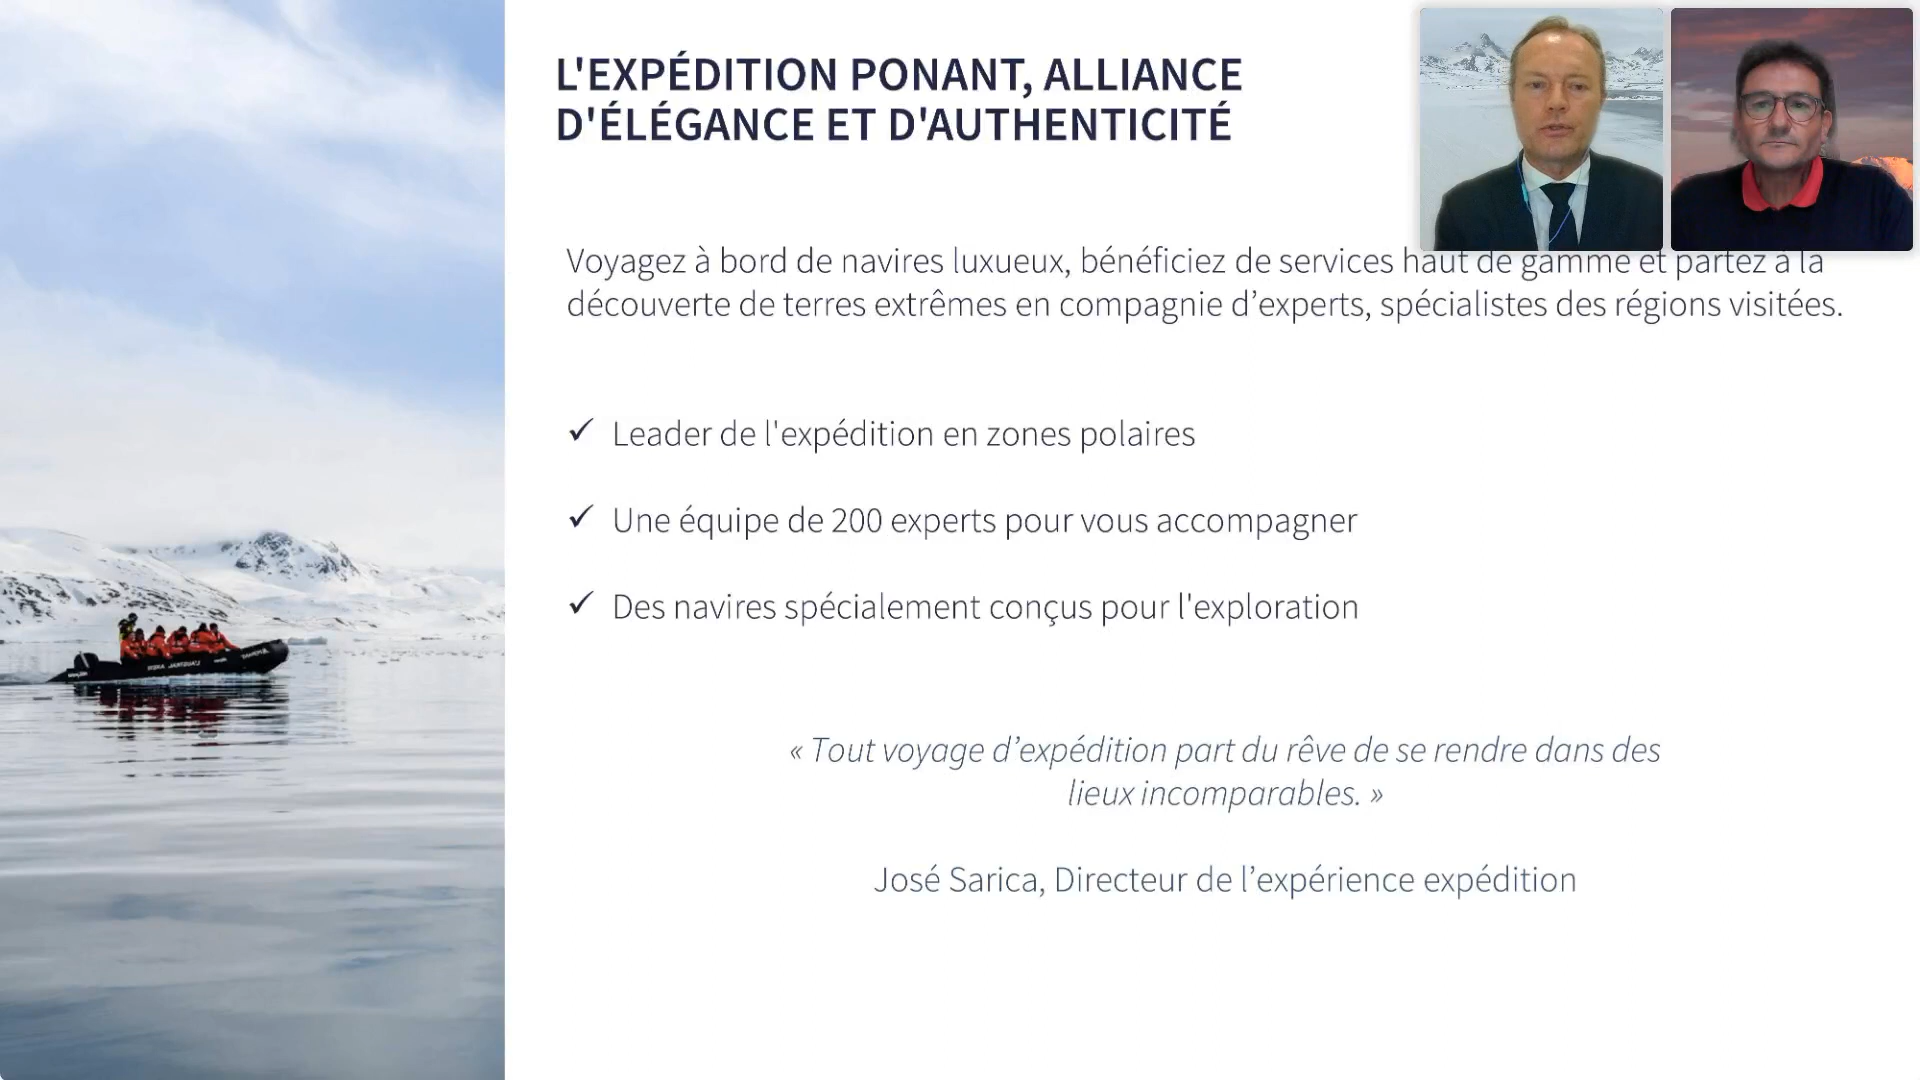 L'EXPÉDITION PONANT, ALLIANCE
D'ÉLÉGANCE ET D'AUTHENTICITÉ
Voyagez à bord de navires luxueux, bénéficiez de services haut de gamme et partez à la
découverte de terres extrêmes en compagnie d’experts, spécialistes des régions visitées.
✓ Leader de l'expédition en zones polaires
✓ Une équipe de 200 experts pour vous accompagner
✓ Des navires spécialement conçus pour l'exploration
« Tout voyage d’expédition part du rêve de se rendre dans des
lieux incomparables. »
José Sarica, Directeur de l’expérience expédition